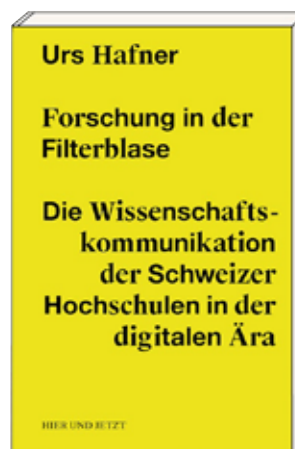 Urs Hafner
Forschung in der
Filterblase
Die Wissenschafts-
kommunikation
der Schweizer
Hochschulen in der
digitalen Ära
HIER UND JETZT